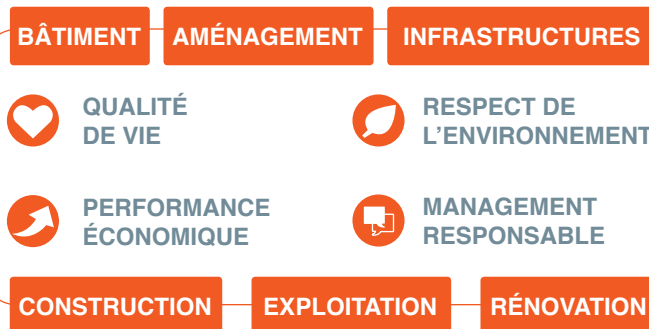 BÂTIMENT AMÉNAGEMENT INFRASTRUCTURES
QUALITÉ
DE VIE
RESPECT DE
L'ENVIRONNEMENT
PERFORMANCE
ÉCONOMIQUE
MANAGEMENT
RESPONSABLE
CONSTRUCTION EXPLOITATION RÉNOVATION